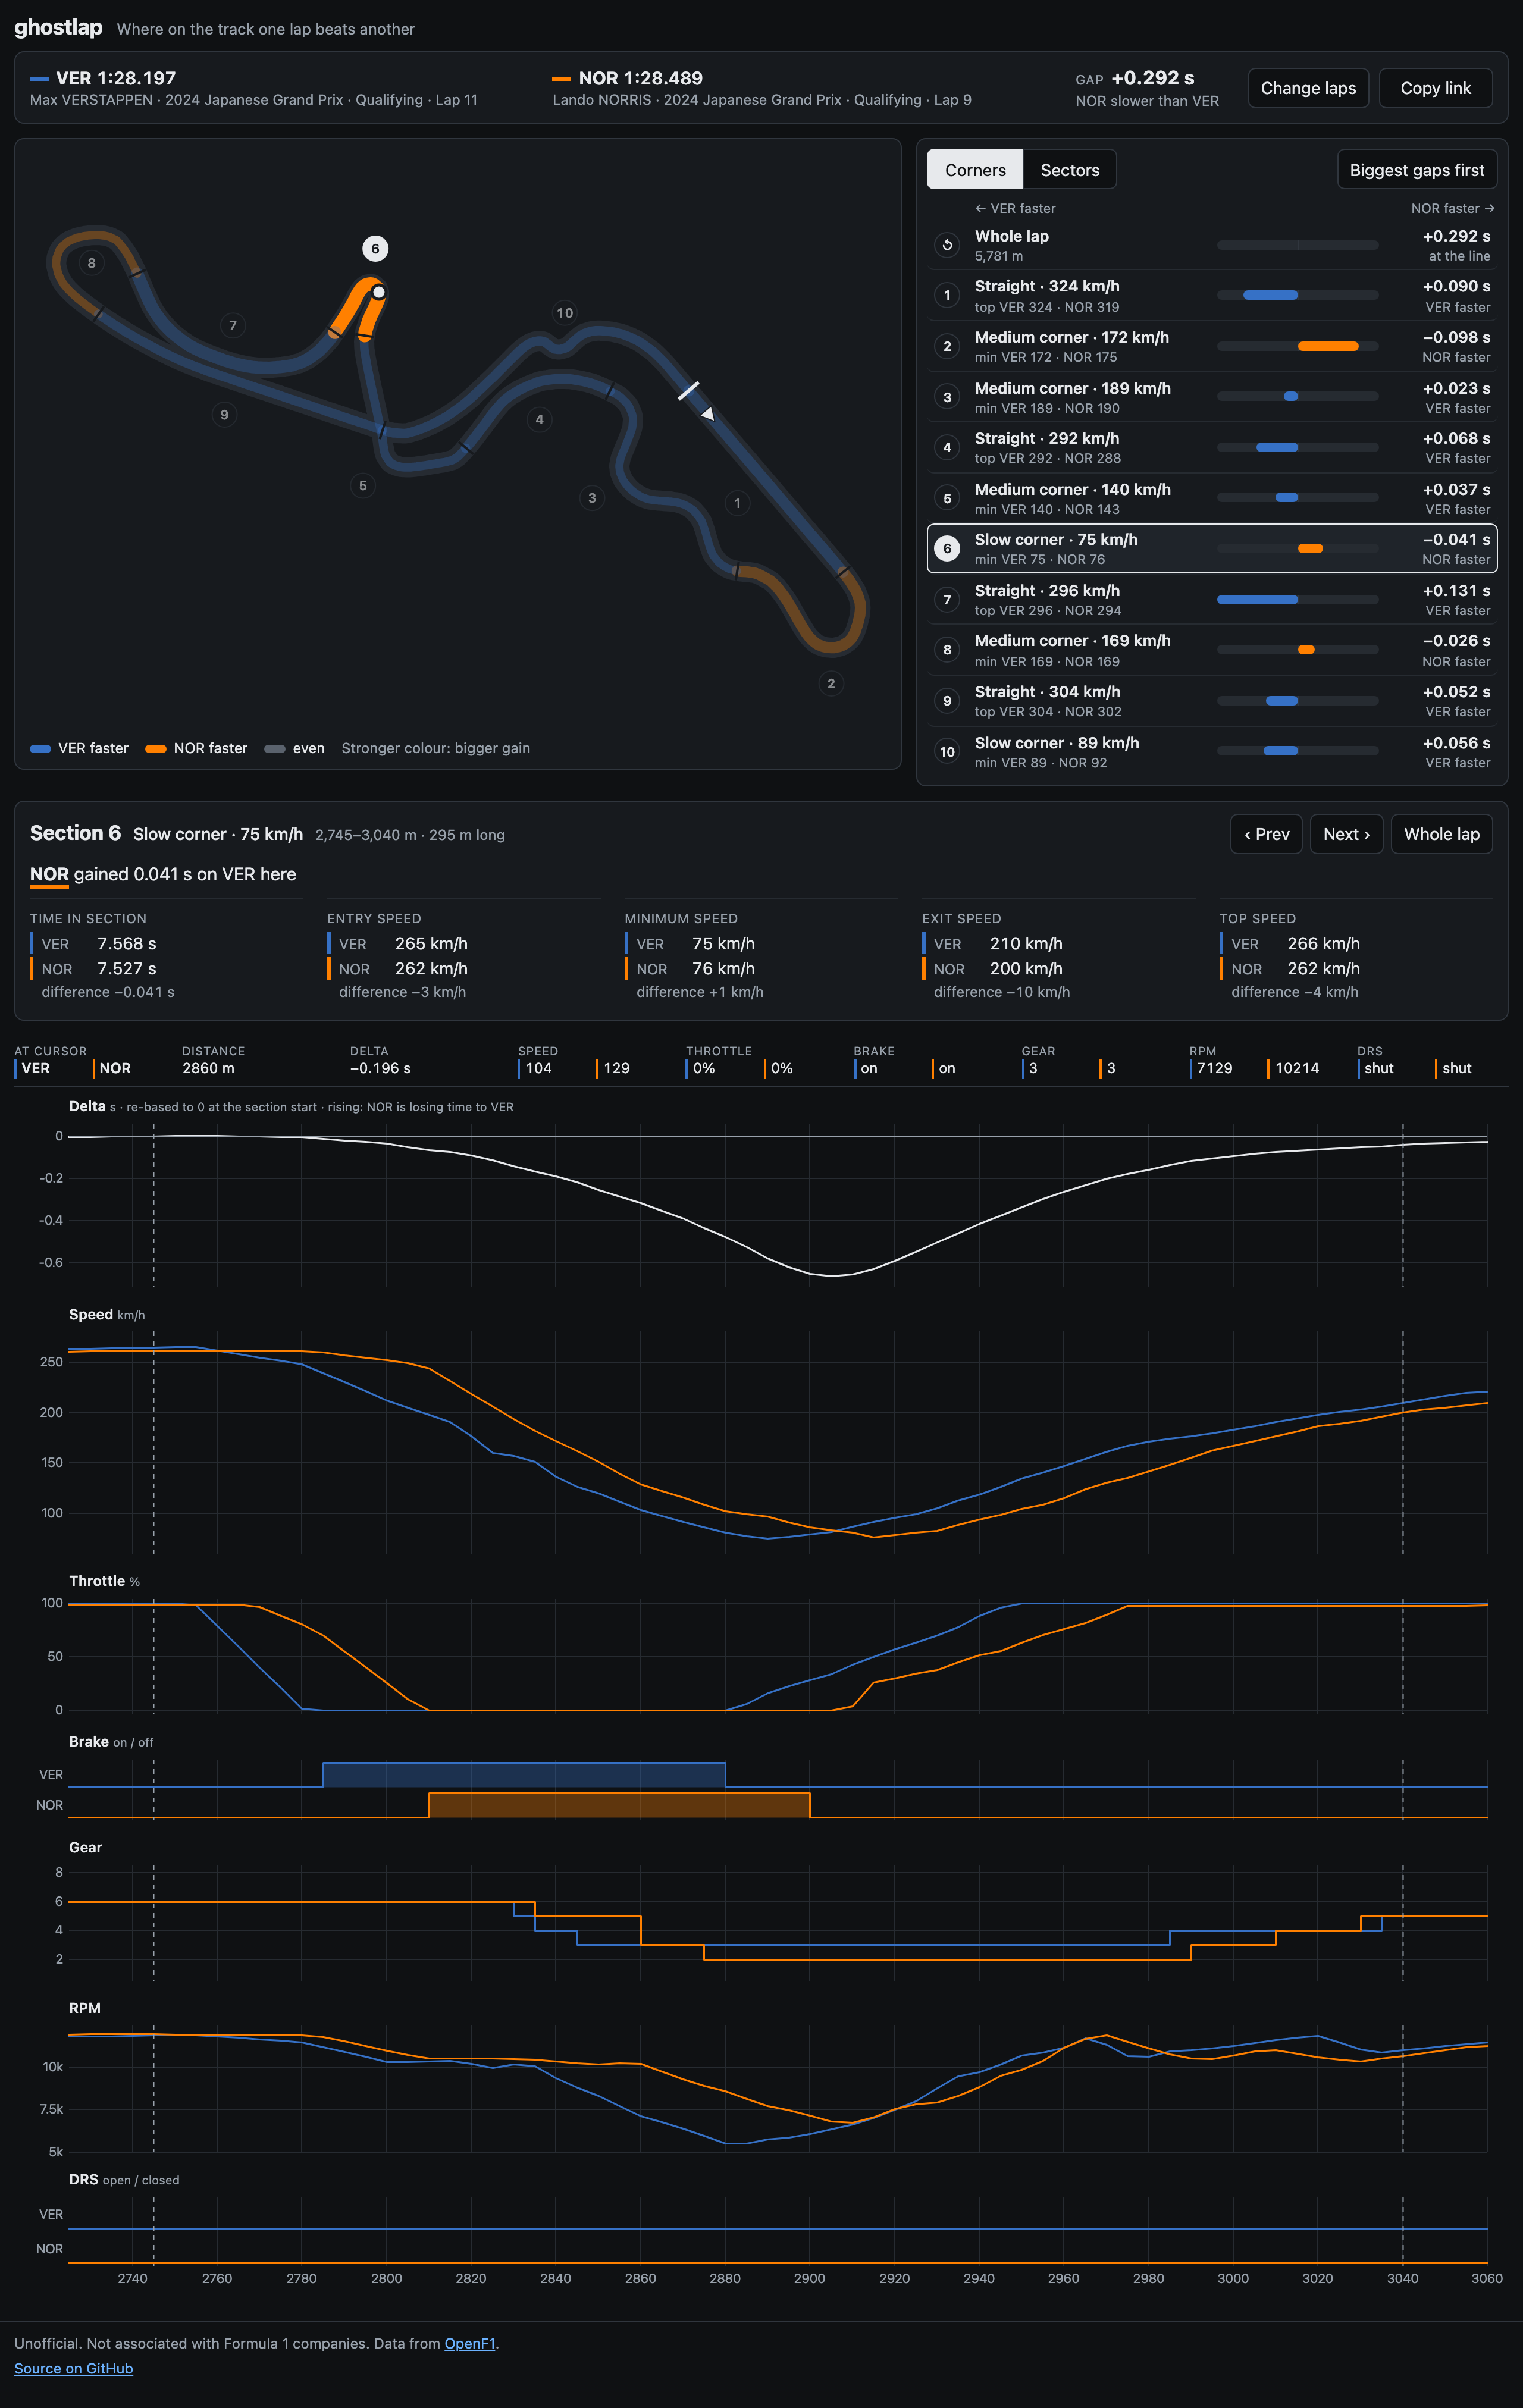 ghostlap Where on the track one lap beats another
VER 1:28.197
Max VERSTAPPEN · 2024 Japanese Grand Prix · Qualifying · Lap 11
NOR 1:28.489
Lando NORRIS · 2024 Japanese Grand Prix · Qualifying · Lap 9
GAP +0.292 s
NOR slower than VER
Change laps
Copy link
6
8
7
10
9
4
5
3
1
2
VER faster NOR faster even Stronger colour: bigger gain
Corners Sectors Biggest gaps first
← VER faster NOR faster →
Whole lap +0.292 s
5,781 m at the line
1 Straight · 324 km/h +0.090 s
top VER 324 · NOR 319 VER faster
2 Medium corner · 172 km/h −0.098 s
min VER 172 · NOR 175 NOR faster
3 Medium corner · 189 km/h +0.023 s
min VER 189 · NOR 190 VER faster
4 Straight · 292 km/h +0.068 s
top VER 292 · NOR 288 VER faster
5 Medium corner · 140 km/h +0.037 s
min VER 140 · NOR 143 VER faster
6 Slow corner · 75 km/h −0.041 s
min VER 75 · NOR 76 NOR faster
7 Straight · 296 km/h +0.131 s
top VER 296 · NOR 294 VER faster
8 Medium corner · 169 km/h −0.026 s
min VER 169 · NOR 169 NOR faster
9 Straight · 304 km/h +0.052 s
top VER 304 · NOR 302 VER faster
10 Slow corner · 89 km/h +0.056 s
min VER 89 · NOR 92 VER faster
Section 6 Slow corner · 75 km/h 2,745–3,040 m · 295 m long
‹ Prev Next › Whole lap
NOR gained 0.041 s on VER here
TIME IN SECTION
VER 7.568 s
NOR 7.527 s
difference −0.041 s
ENTRY SPEED
VER 265 km/h
NOR 262 km/h
difference −3 km/h
MINIMUM SPEED
VER 75 km/h
NOR 76 km/h
difference +1 km/h
EXIT SPEED
VER 210 km/h
NOR 200 km/h
difference −10 km/h
TOP SPEED
VER 266 km/h
NOR 262 km/h
difference −4 km/h
AT CURSOR DISTANCE DELTA SPEED THROTTLE BRAKE GEAR RPM DRS
VER NOR 2860 m −0.196 s 104 129 0% 0% on on 3 3 7129 10214 shut shut
Delta s · re-based to 0 at the section start · rising: NOR is losing time to VER
0
-0.2
-0.4
-0.6
Speed km/h
250
200
150
100
Throttle %
100
50
0
Brake on / off
VER
NOR
Gear
8
6
4
2
RPM
10k
7.5k
5k
DRS open / closed
VER
NOR
2740 2760 2780 2800 2820 2840 2860 2880 2900 2920 2940 2960 2980 3000 3020 3040 3060
Unofficial. Not associated with Formula 1 companies. Data from OpenF1.
Source on GitHub